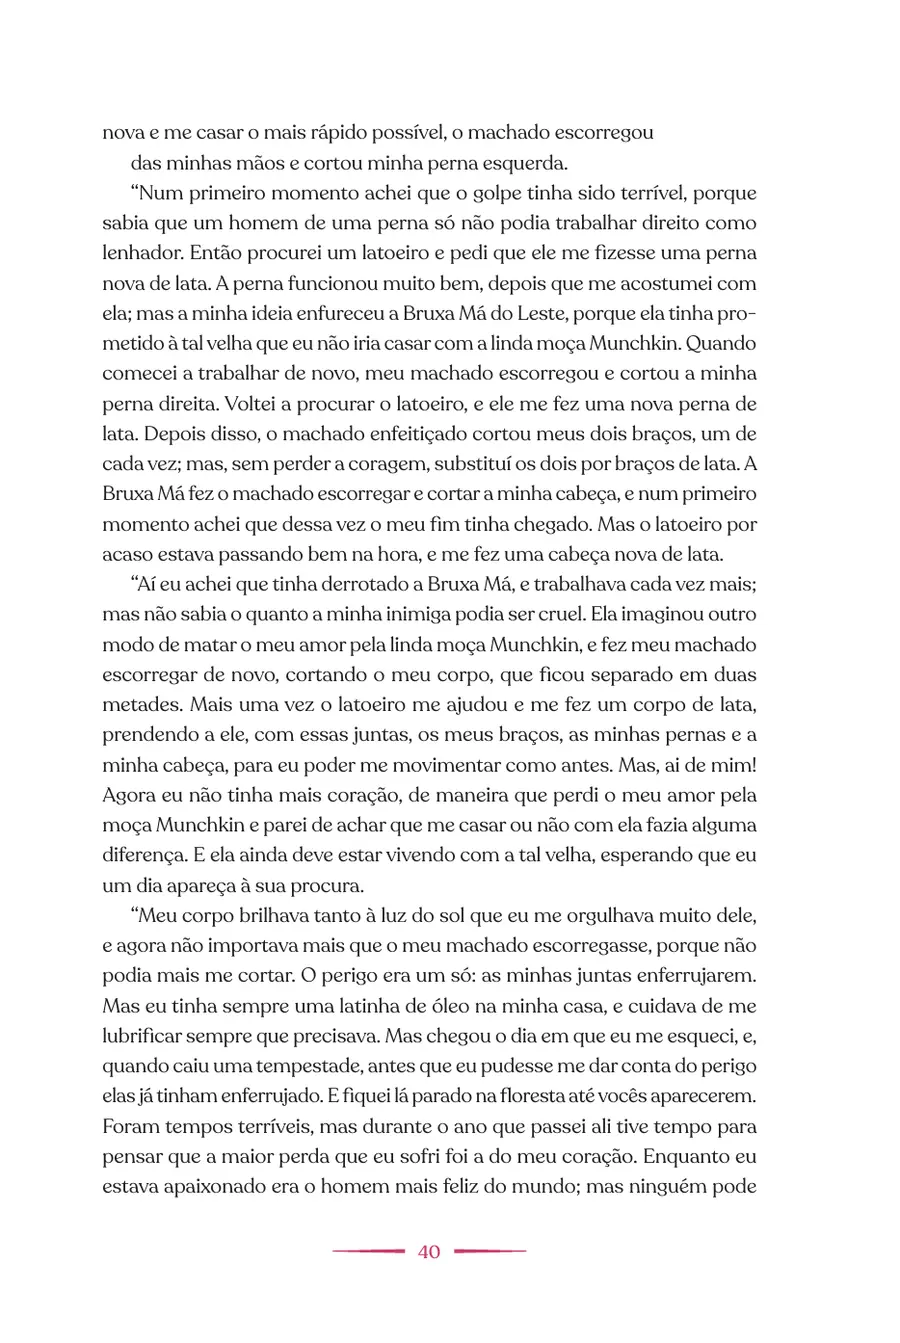 nova e me casar o mais rápido possível, o machado escorregou
das minhas mãos e cortou minha perna esquerda.
“Num primeiro momento achei que o golpe tinha sido terrível, porque
sabia que um homem de uma perna só não podia trabalhar direito como
lenhador. Então procurei um latoeiro e pedi que ele me fizesse uma perna
nova de lata. A perna funcionou muito bem, depois que me acostumei com
ela; mas a minha ideia enfureceu a Bruxa Má do Leste, porque ela tinha pro-
metido à tal velha que eu não iria casar com a linda moça Munchkin. Quando
comecei a trabalhar de novo, meu machado escorregou e cortou a minha
perna direita. Voltei a procurar o latoeiro, e ele me fez uma nova perna de
lata. Depois disso, o machado enfeitiçado cortou meus dois braços, um de
cada vez; mas, sem perder a coragem, substituí os dois por braços de lata. A
Bruxa Má fez o machado escorregar e cortar a minha cabeça, e num primeiro
momento achei que dessa vez o meu fim tinha chegado. Mas o latoeiro por
acaso estava passando bem na hora, e me fez uma cabeça nova de lata.
“Aí eu achei que tinha derrotado a Bruxa Má, e trabalhava cada vez mais;
mas não sabia o quanto a minha inimiga podia ser cruel. Ela imaginou outro
modo de matar o meu amor pela linda moça Munchkin, e fez meu machado
escorregar de novo, cortando o meu corpo, que ficou separado em duas
metades. Mais uma vez o latoeiro me ajudou e me fez um corpo de lata,
prendendo a ele, com essas juntas, os meus braços, as minhas pernas e a
minha cabeça, para eu poder me movimentar como antes. Mas, ai de mim!
Agora eu não tinha mais coração, de maneira que perdi o meu amor pela
moça Munchkin e parei de achar que me casar ou não com ela fazia alguma
diferença. E ela ainda deve estar vivendo com a tal velha, esperando que eu
um dia apareça à sua procura.
“Meu corpo brilhava tanto à luz do sol que eu me orgulhava muito dele,
e agora não importava mais que o meu machado escorregasse, porque não
podia mais me cortar. O perigo era um só: as minhas juntas enferrujarem.
Mas eu tinha sempre uma latinha de óleo na minha casa, e cuidava de me
lubrificar sempre que precisava. Mas chegou o dia em que eu me esqueci, e,
quando caiu uma tempestade, antes que eu pudesse me dar conta do perigo
elas já tinham enferrujado. E fiquei lá parado na floresta até vocês aparecerem.
Foram tempos terríveis, mas durante o ano que passei ali tive tempo para
pensar que a maior perda que eu sofri foi a do meu coração. Enquanto eu
estava apaixonado era o homem mais feliz do mundo; mas ninguém pode
40